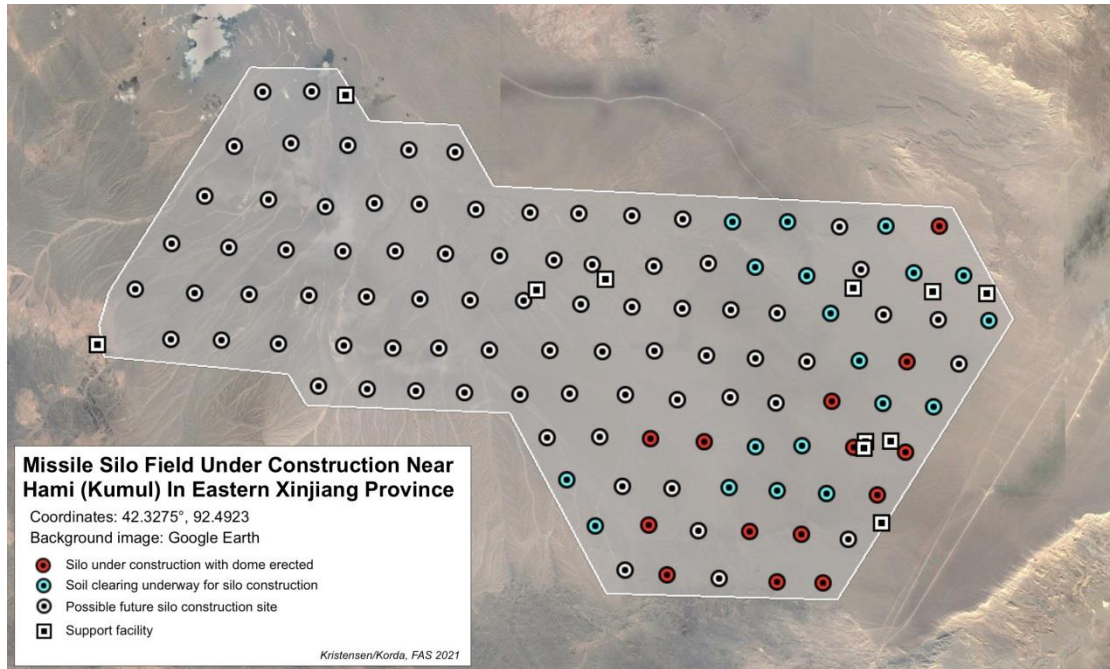 Missile Silo Field Under Construction Near
Hami (Kumul) In Eastern Xinjiang Province
Coordinates: 42.3275°, 92.4923
Background image: Google Earth
Silo under construction with dome erected
Soil clearing underway for silo construction
Possible future silo construction site
Support facility
Kristensen/Korda, FAS 2021